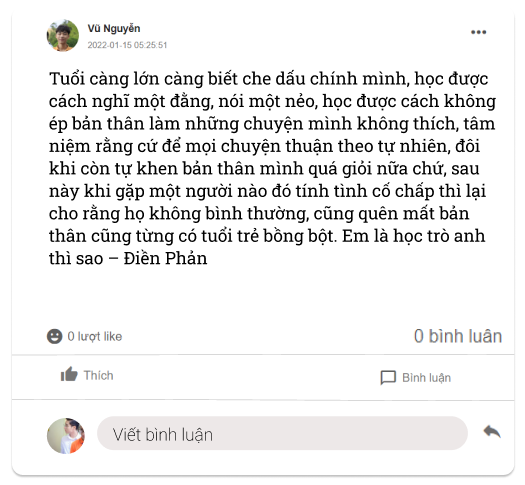 Vũ Nguyễn
2022-01-15 05:25:51
Tuổi càng lớn càng biết che dấu chính mình, học được
cách nghĩ một đằng, nói một nẻo, học được cách không
ép bản thân làm những chuyện mình không thích, tâm
niệm rằng cứ để mọi chuyện thuận theo tự nhiên, đôi
khi còn tự khen bản thân mình quá giỏi nữa chứ, sau
này khi gặp một người nào đó tính tình cố chấp thì lại
cho rằng họ không bình thường, cũng quên mất bản
thân cũng từng có tuổi trẻ bồng bột. Em là học trò anh
thì sao – Điền Phản
0 lượt like
0 bình luân
Thích
Bình luận
Viết bình luận